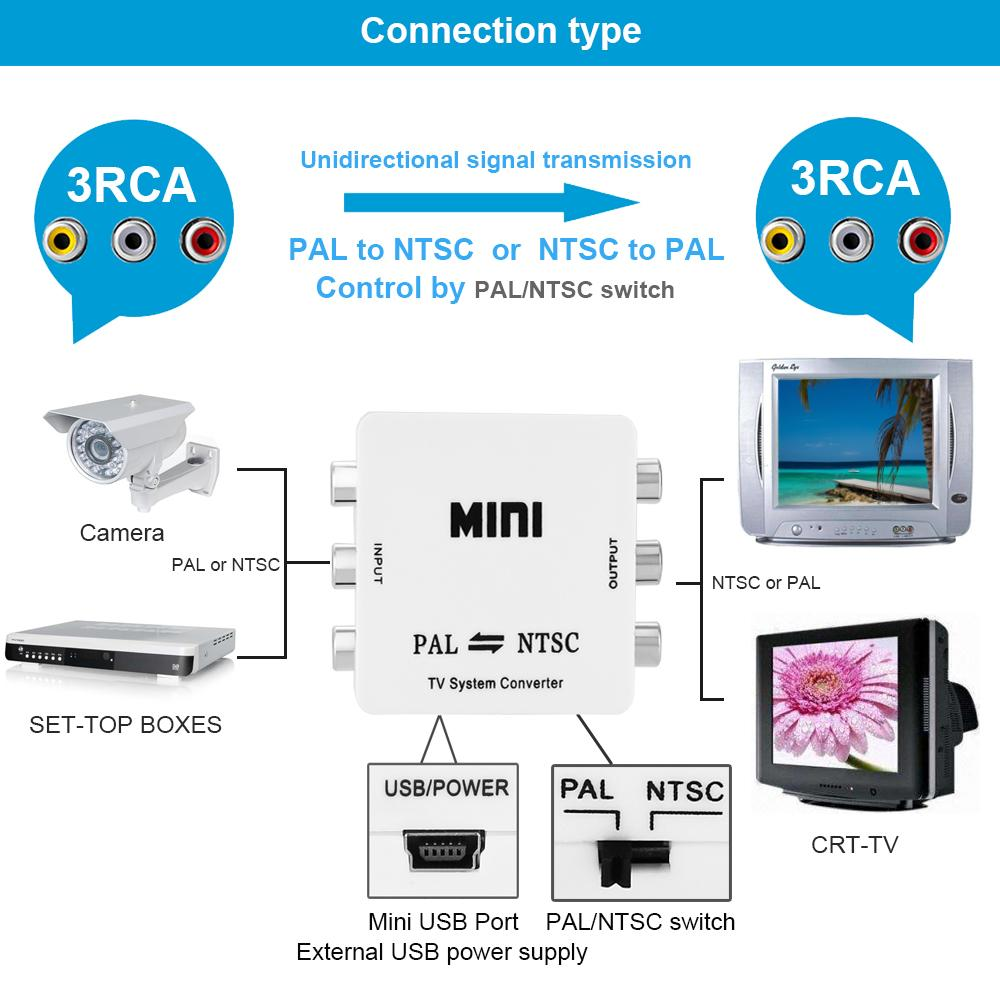 Connection type
3RCA
Unidirectional signal transmission
3RCA
PAL to NTSC or NTSC to PAL
Control by PAL/NTSC switch
Golden Eye
Camera
PAL or NTSC
SET-TOP BOXES
MINI
INPUT
OUTPUT
PAL NTSC
TV System Converter
NTSC or PAL
CRT-TV
USB/POWER
PAL NTSC
Mini USB Port
PAL/NTSC switch
External USB power supply